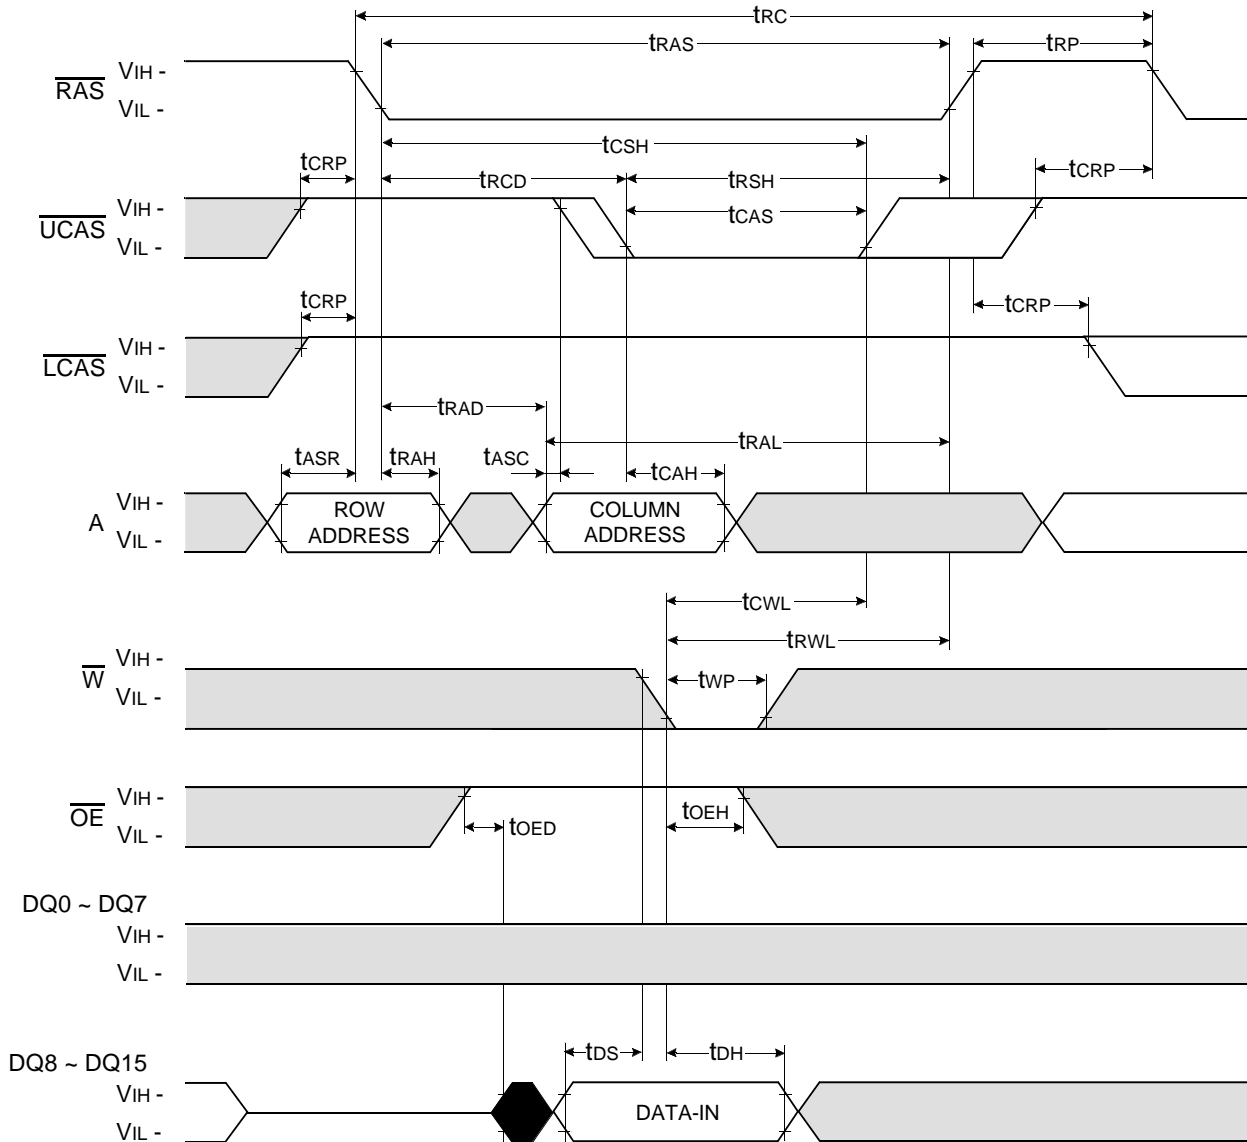 tRC
tRAS
tRP
RAS
VIH -
VIL -
tCSH
tCRP
tRCD
tRSH
tCRP
UCAS
VIH -
VIL -
tCAS
tCRP
tCRP
LCAS
VIH -
VIL -
tRAD
tRAL
tASR
tRAH
tASC
tCAH
A
VIH -
VIL -
ROW
ADDRESS
COLUMN
ADDRESS
tCWL
tRWL
W
VIH -
VIL -
tWP
OE
VIH -
VIL -
tOED
tOEH
DQ0 ~ DQ7
VIH -
VIL -
tDS
tDH
DQ8 ~ DQ15
VIH -
VIL -
DATA-IN